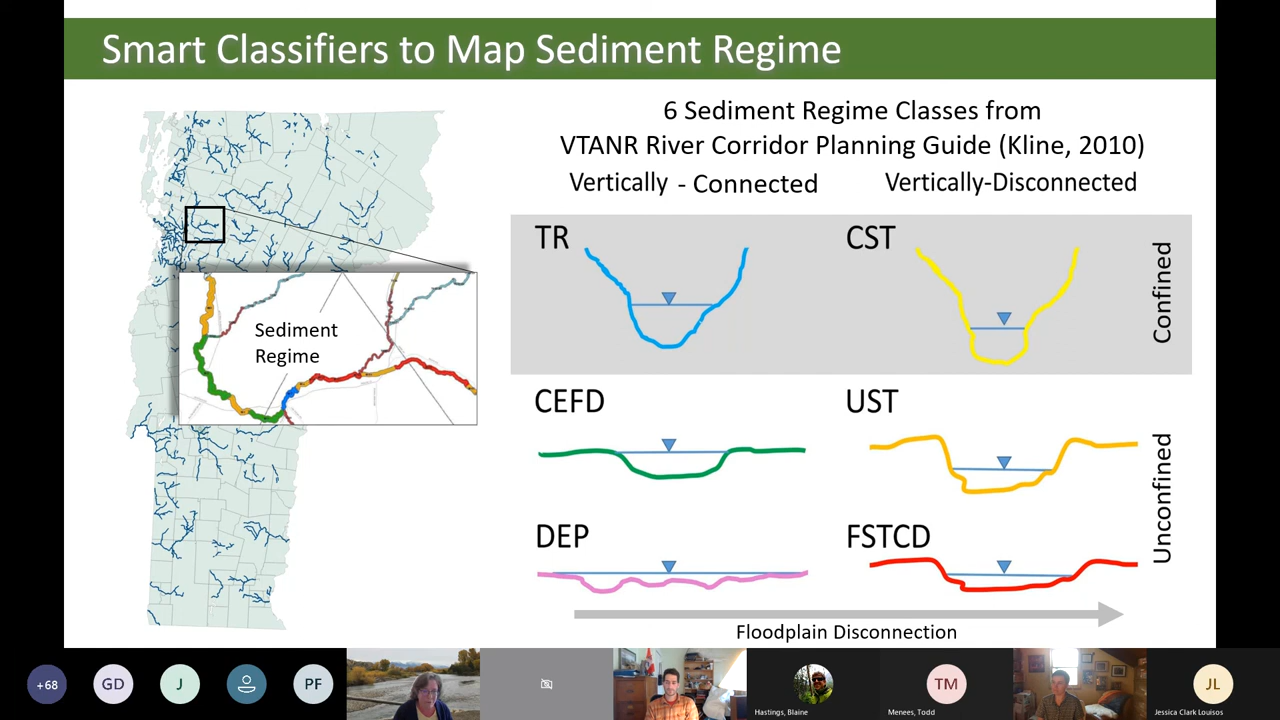 Smart Classifiers to Map Sediment Regime
6 Sediment Regime Classes from
VTANR River Corridor Planning Guide (Kline, 2010)
Vertically - Connected
Vertically-Disconnected
TR
CST
Confined
Sediment
Regime
CEFD
UST
Unconfined
DEP
FSTCD
Floodplain Disconnection
+68
GD
J
PF
Hastings, Blaine
TM
Menees, Todd
JL
Jessica Clark Louisos